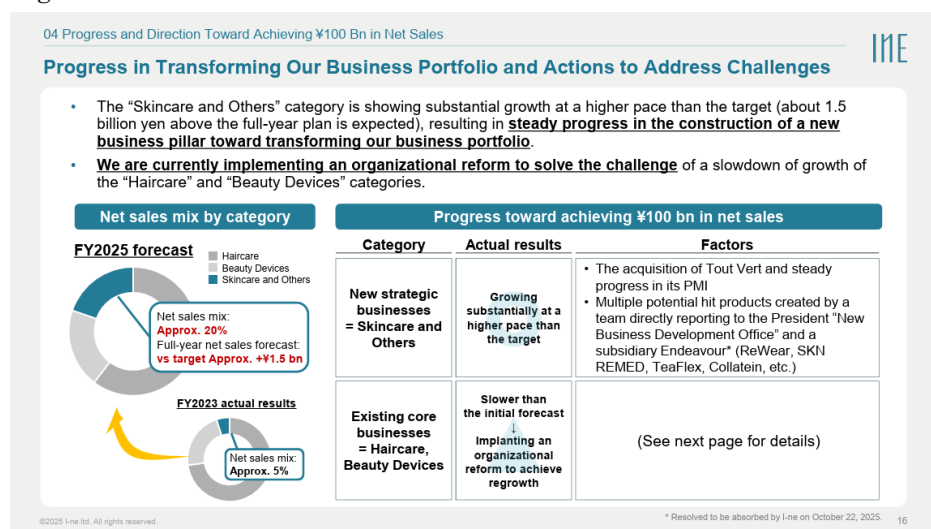 04 Progress and Direction Toward Achieving ¥100 Bn in Net Sales
INE
Progress in Transforming Our Business Portfolio and Actions to Address Challenges
• The “Skincare and Others” category is showing substantial growth at a higher pace than the target (about 1.5
billion yen above the full-year plan is expected), resulting in steady progress in the construction of a new
business pillar toward transforming our business portfolio.
• We are currently implementing an organizational reform to solve the challenge of a slowdown of growth of
the “Haircare” and “Beauty Devices” categories.
Net sales mix by category
FY2025 forecast
Haircare
Beauty Devices
Skincare and Others
Net sales mix:
Approx. 20%
Full-year net sales forecast:
vs target Approx. +¥1.5 bn
FY2023 actual results
Net sales mix:
Approx. 5%
Progress toward achieving ¥100 bn in net sales
Category
Actual results
Factors
New strategic
businesses
= Skincare and
Others
Growing
substantially at a
higher pace than
the target
• The acquisition of Tout Vert and steady
progress in its PMI
• Multiple potential hit products created by a
team directly reporting to the President “New
Business Development Office” and a
subsidiary Endeavour* (ReWear, SKN
REMED, TeaFlex, Collatein, etc.)
Existing core
businesses
= Haircare,
Beauty Devices
Slower than
the initial forecast
↓
Implanting an
organizational
reform to achieve
regrowth
(See next page for details)
©2025 I-ne ltd. All rights reserved.
* Resolved to be absorbed by I-ne on October 22, 2025.
16